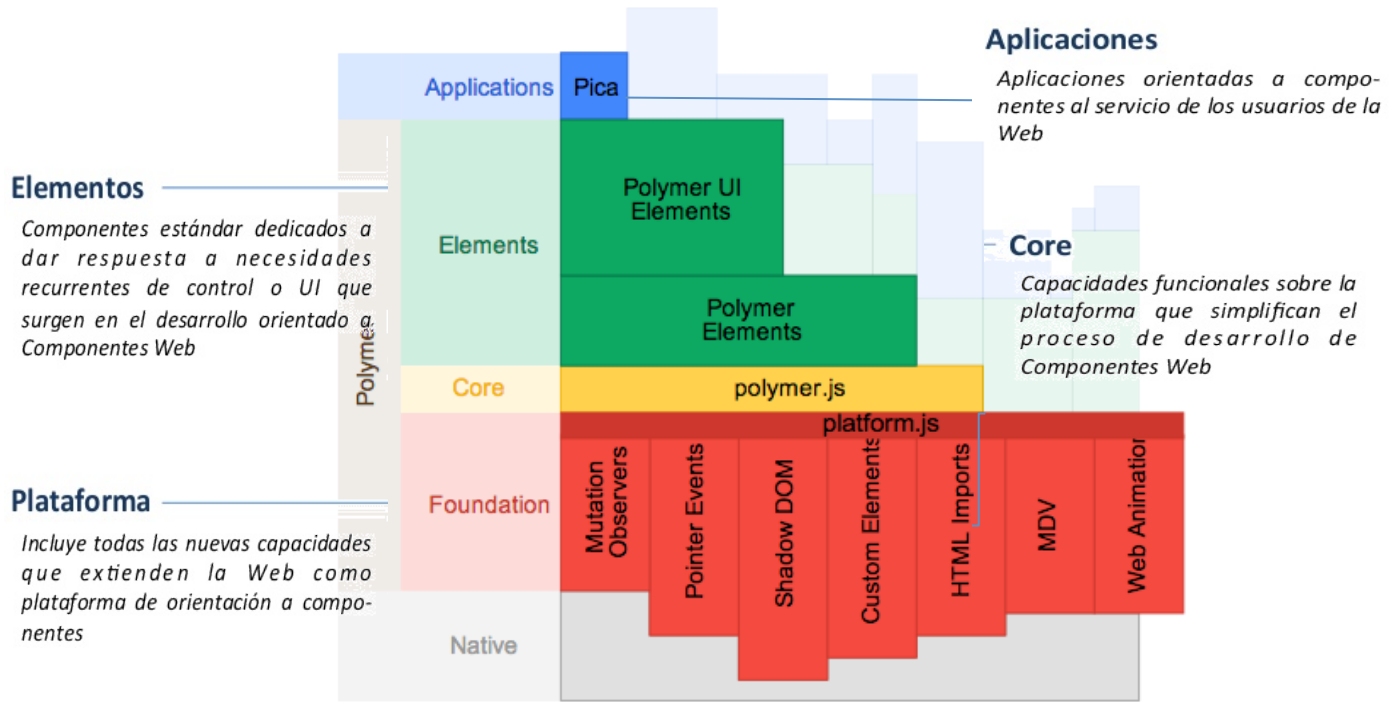 Aplicaciones
Aplicaciones orientadas a compo-
nentes al servicio de los usuarios de la
Web
Applications
Pica
Elementos
Componentes estándar dedicados a
dar respuesta a necesidades
recurrentes de control o UI que
surgen en el desarrollo orientado a
Componentes Web
Polymer
Elements
Polymer UI
Elements
Polymer
Elements
Core
Capacidades funcionales sobre la
plataforma que simplifican el
proceso de desarrollo de
Componentes Web
Core
polymer.js
platform.js
Plataforma
Incluye todas las nuevas capacidades
que extienden la Web como
plataforma de orientación a compo-
nentes
Foundation
Mutation
Observers
Pointer Events
Shadow DOM
Custom Elements
HTML Imports
MDV
Web Animation
Native